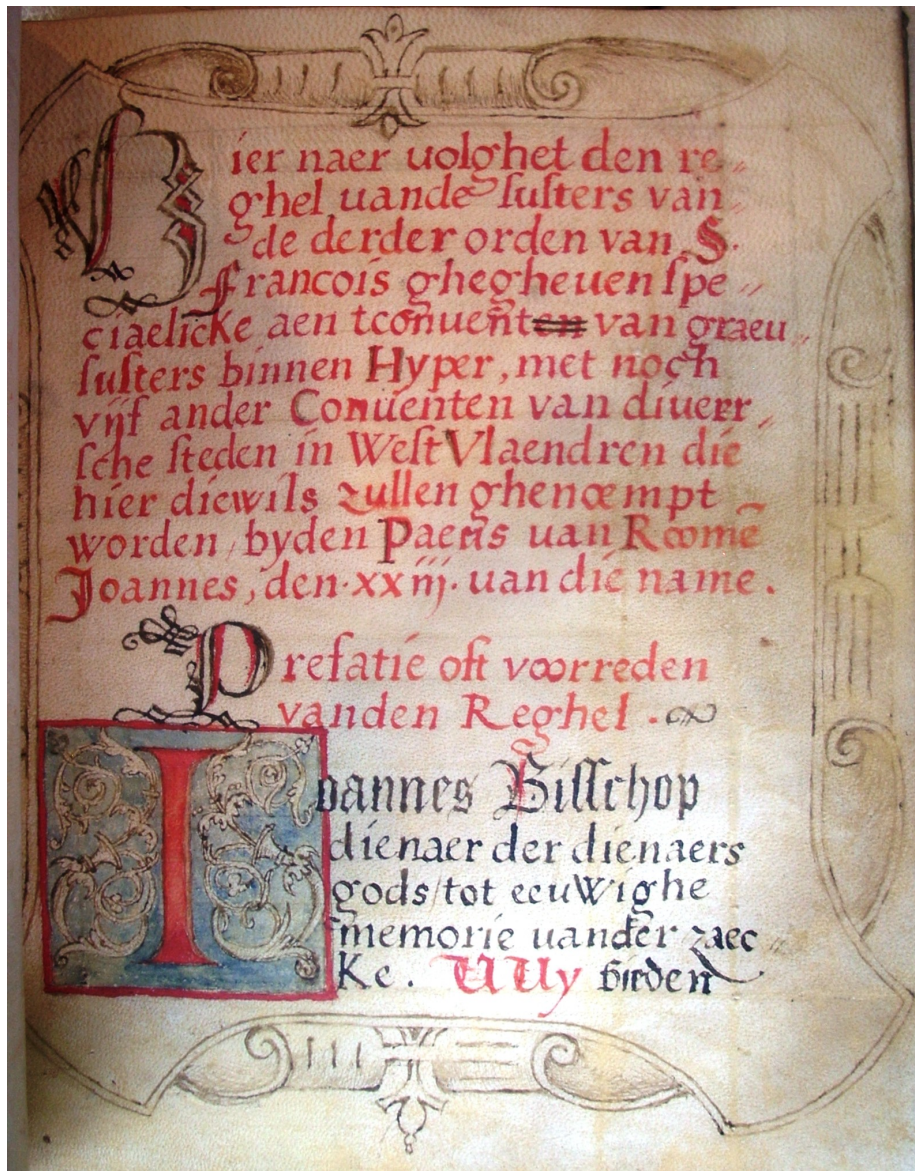 Hier naer uolghet den re„
ghel uande susters van„
de derder orden van S.
Francois ghegheuen spe„
ciaelicke aen tconuenten van graeu„
susters binnen Hyper, met noch
vijf ander Conuenten van diuerr„
sche steden in West Vlaendren die
hier dicwils zullen ghenoempt
worden / byden Paeus uan Roome
Joannes, den·xxiij· uan die name.
Prefatie oft voorreden
vanden Reghel.
Ioannes Bisschop
dienaer der dienaers
gods / tot eeuwighe
memorie uander zaec„
ke. Wy bieden